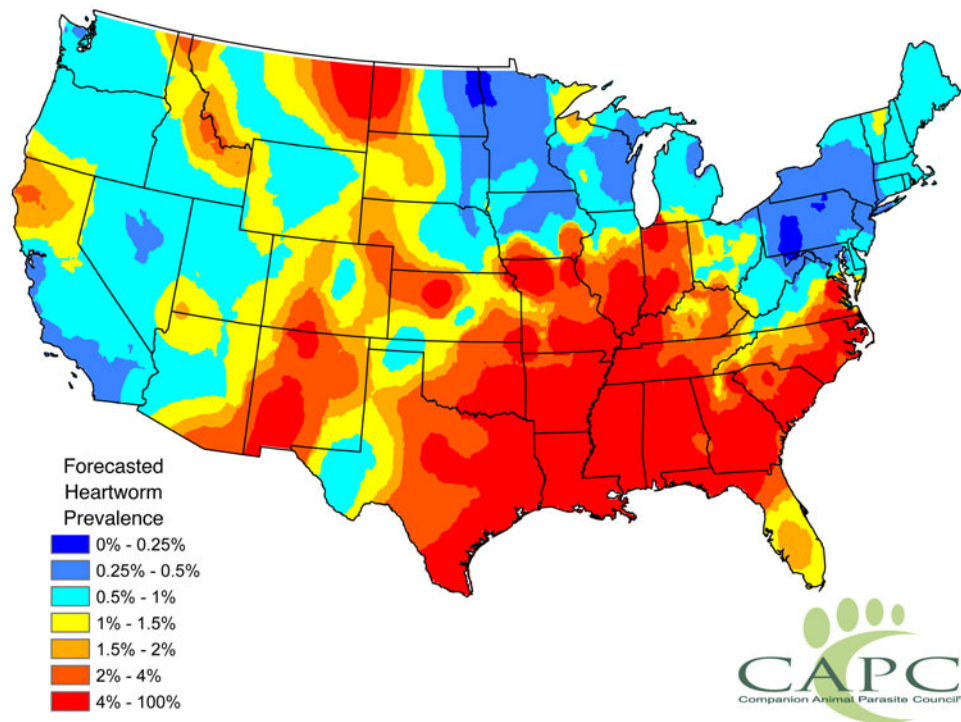 Forecasted
Heartworm
Prevalence
0% - 0.25%
0.25% - 0.5%
0.5% - 1%
1% - 1.5%
1.5% - 2%
2% - 4%
4% - 100%
CAPC
Companion Animal Parasite Council